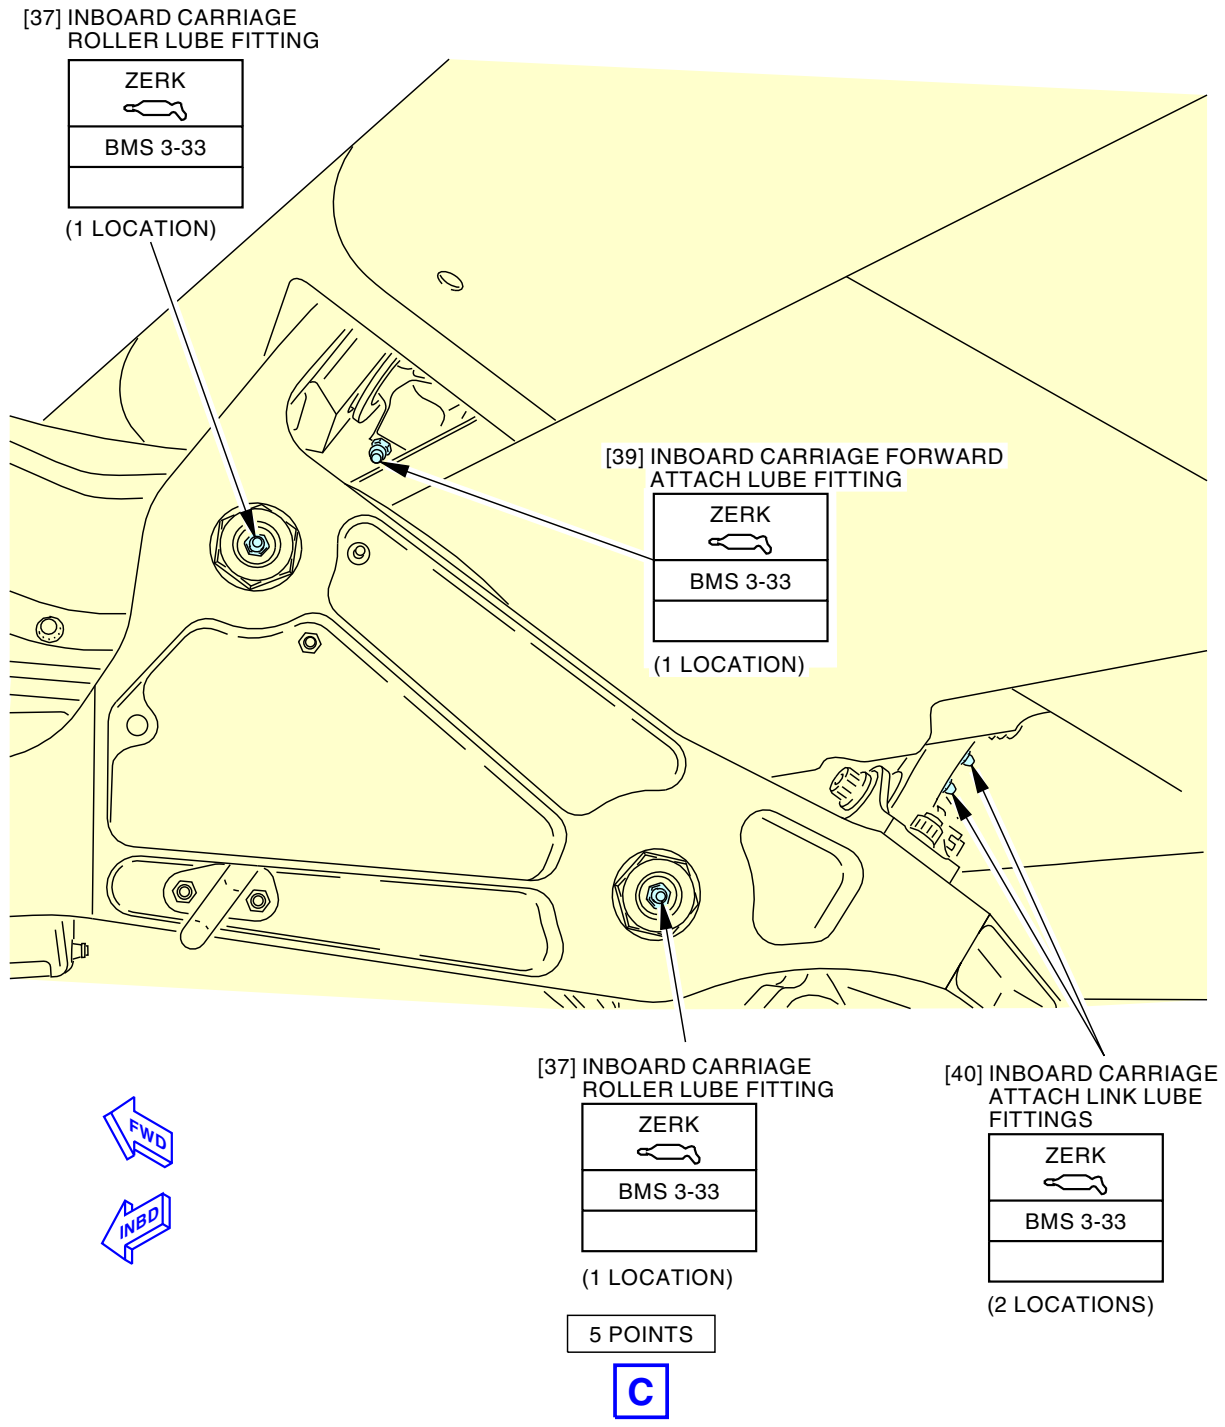 [37] INBOARD CARRIAGE
ROLLER LUBE FITTING
ZERK
BMS 3-33
(1 LOCATION)
[39] INBOARD CARRIAGE FORWARD
ATTACH LUBE FITTING
ZERK
BMS 3-33
(1 LOCATION)
[37] INBOARD CARRIAGE
ROLLER LUBE FITTING
ZERK
BMS 3-33
(1 LOCATION)
[40] INBOARD CARRIAGE
ATTACH LINK LUBE
FITTINGS
ZERK
BMS 3-33
(2 LOCATIONS)
FWD
INBD
5 POINTS
C